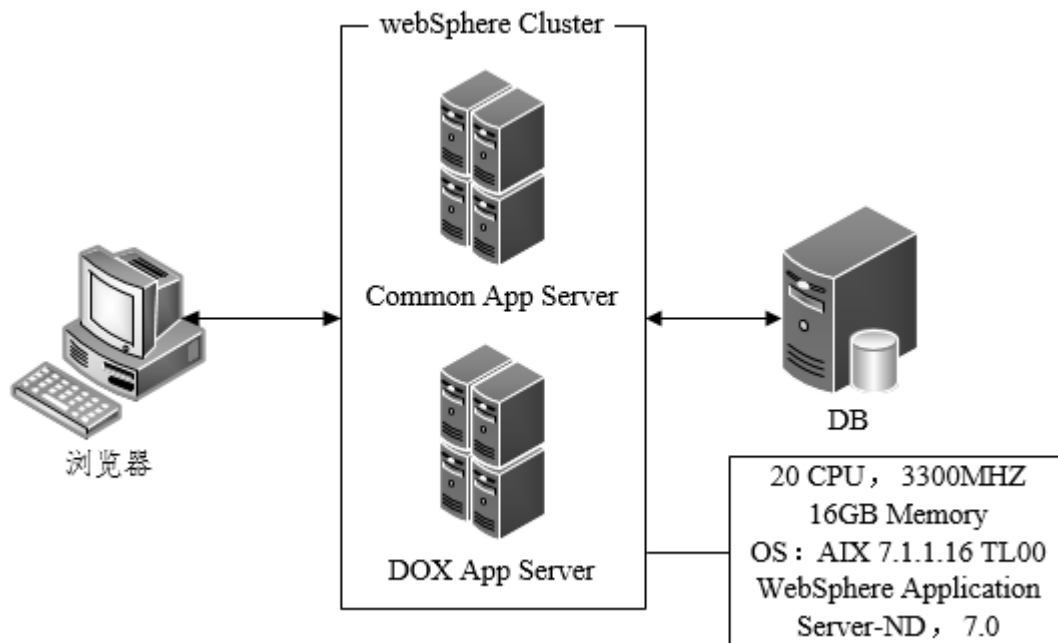 webSphere Cluster
Common App Server
浏览器
DB
DOX App Server
20 CPU，3300MHZ
16GB Memory
OS：AIX 7.1.1.16 TL00
WebSphere Application
Server-ND，7.0